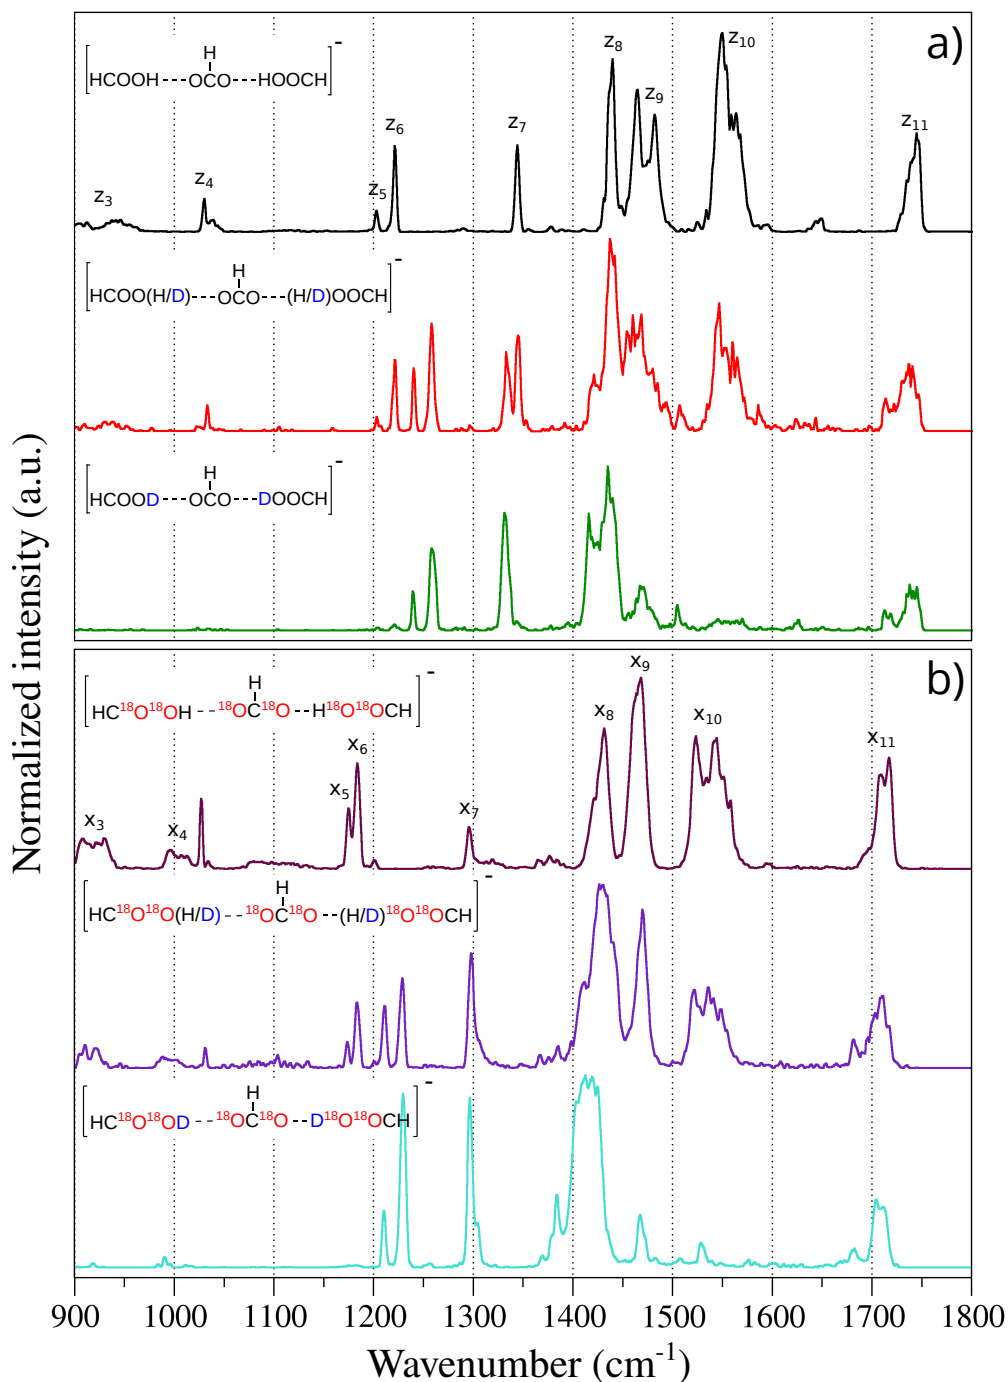 a)
H
[HCOOH---OCO---HOOCH]-
z3
z4
z5
z6
z7
z8
z9
z10
z11
H
[HCOO(H/D)---OCO---(H/D)OOCH]-
H
[HCOOD---OCO---DOOCH]-
b)
H
[HC18O18OH---18OC18O---H18O18OCH]-
x3
x4
x5
x6
x7
x8
x9
x10
x11
H
[HC18O18O(H/D)---18OC18O---(H/D)18O18OCH]-
H
[HC18O18OD---18OC18O---D18O18OCH]-
Normalized intensity (a.u.)
900 1000 1100 1200 1300 1400 1500 1600 1700 1800
Wavenumber (cm-1)